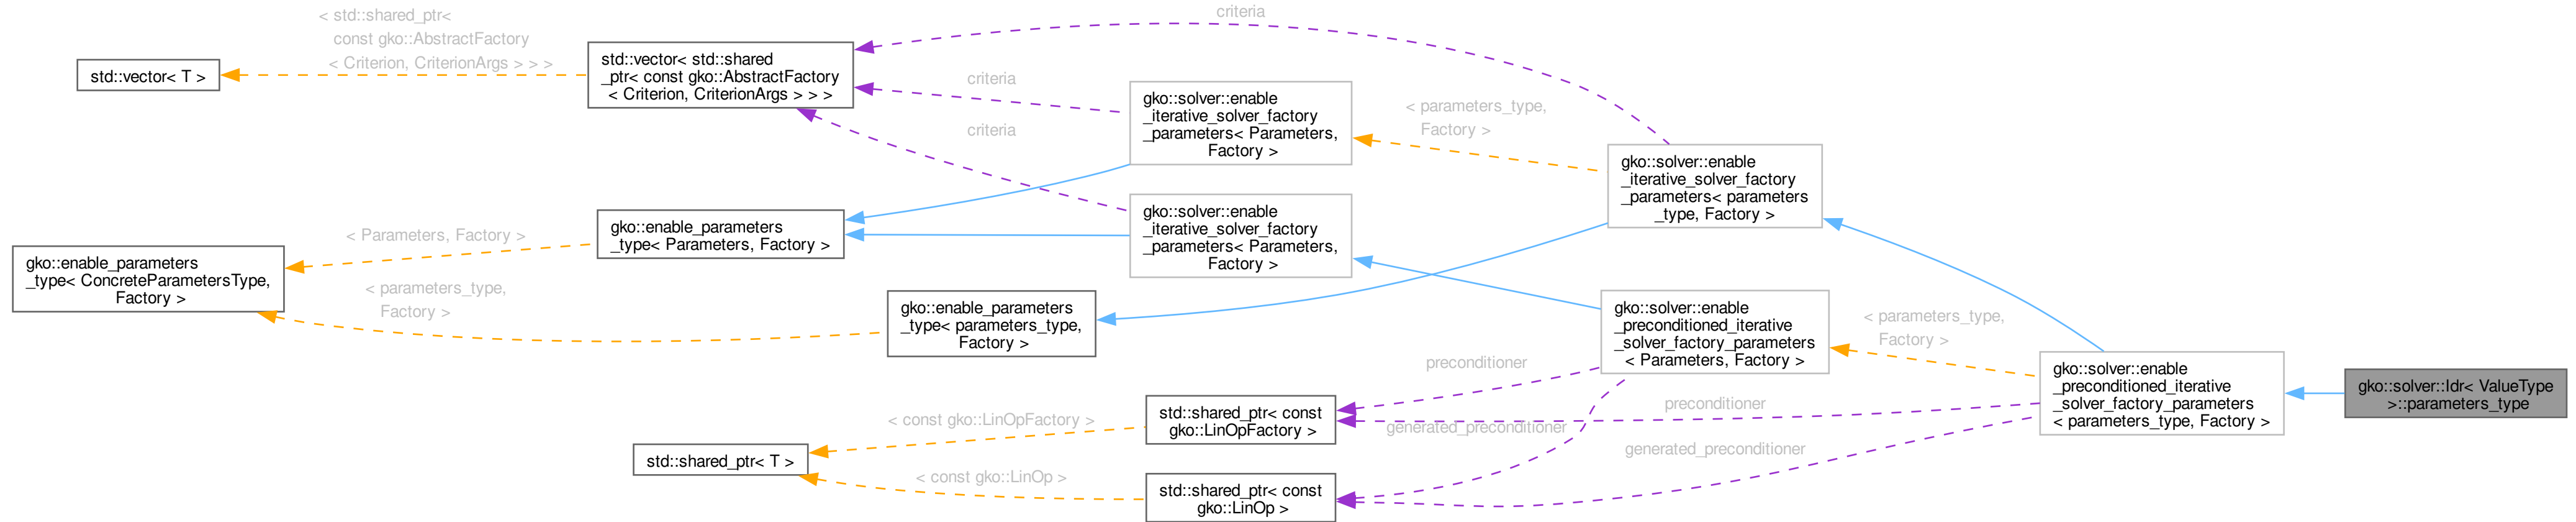 std::vector< T >
< std::shared_ptr<
const gko::AbstractFactory
< Criterion, CriterionArgs > > >
std::vector< std::shared
_ptr< const gko::AbstractFactory
< Criterion, CriterionArgs > > >
criteria
criteria
criteria
gko::solver::enable
_iterative_solver_factory
_parameters< Parameters,
Factory >
< parameters_type,
Factory >
gko::solver::enable
_iterative_solver_factory
_parameters< parameters
_type, Factory >
gko::enable_parameters
_type< ConcreteParametersType,
Factory >
< Parameters, Factory >
< parameters_type,
Factory >
gko::enable_parameters
_type< Parameters, Factory >
gko::solver::enable
_iterative_solver_factory
_parameters< Parameters,
Factory >
gko::enable_parameters
_type< parameters_type,
Factory >
gko::solver::enable
_preconditioned_iterative
_solver_factory_parameters
< Parameters, Factory >
< parameters_type,
Factory >
gko::solver::enable
_preconditioned_iterative
_solver_factory_parameters
< parameters_type, Factory >
gko::solver::Idr< ValueType
>::parameters_type
preconditioner
preconditioner
generated_preconditioner
generated_preconditioner
std::shared_ptr< T >
< const gko::LinOpFactory >
< const gko::LinOp >
std::shared_ptr< const
gko::LinOpFactory >
std::shared_ptr< const
gko::LinOp >